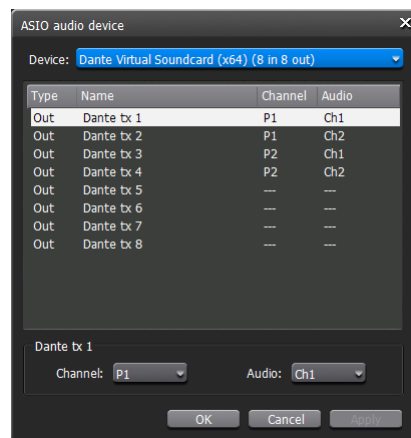 ASIO audio device
Device: Dante Virtual Soundcard (x64) (8 in 8 out)
Type Name Channel Audio
Out Dante tx 1 P1 Ch1
Out Dante tx 2 P1 Ch2
Out Dante tx 3 P2 Ch1
Out Dante tx 4 P2 Ch2
Out Dante tx 5 --- ---
Out Dante tx 6 --- ---
Out Dante tx 7 --- ---
Out Dante tx 8 --- ---
Dante tx 1
Channel: P1 Audio: Ch1
OK Cancel Apply